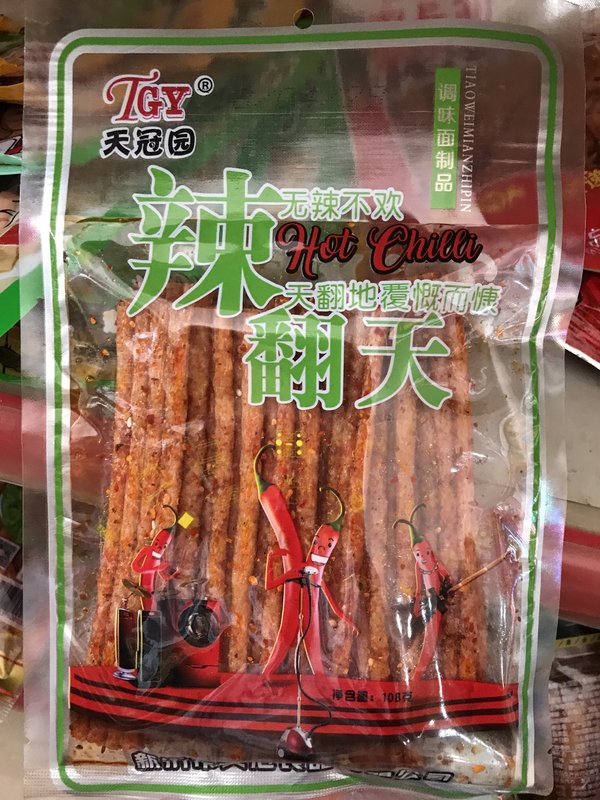 TGY®
天冠园
调味面制品
TIAOWEIMIANZHIPIN
无辣不欢
辣
Hot Chilli
天翻地覆慨而慷
翻天
净含量：108克